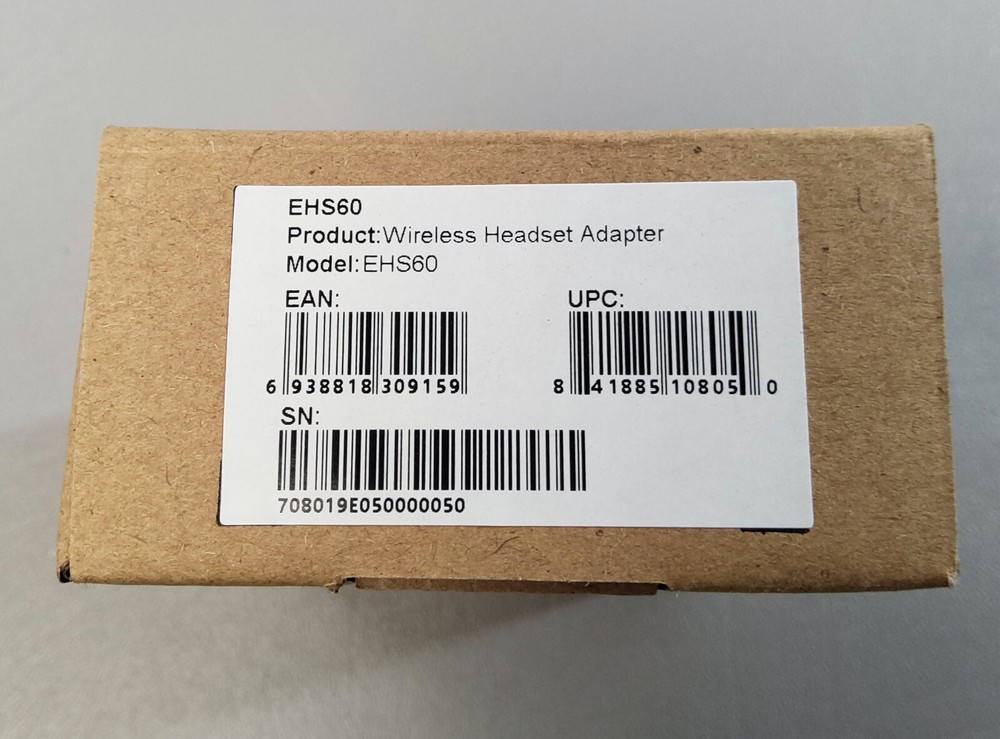 EHS60
Product:Wireless Headset Adapter
Model:EHS60
EAN: UPC:
6 938818 309159 8 41885 10805 0
SN:
708019E050000050